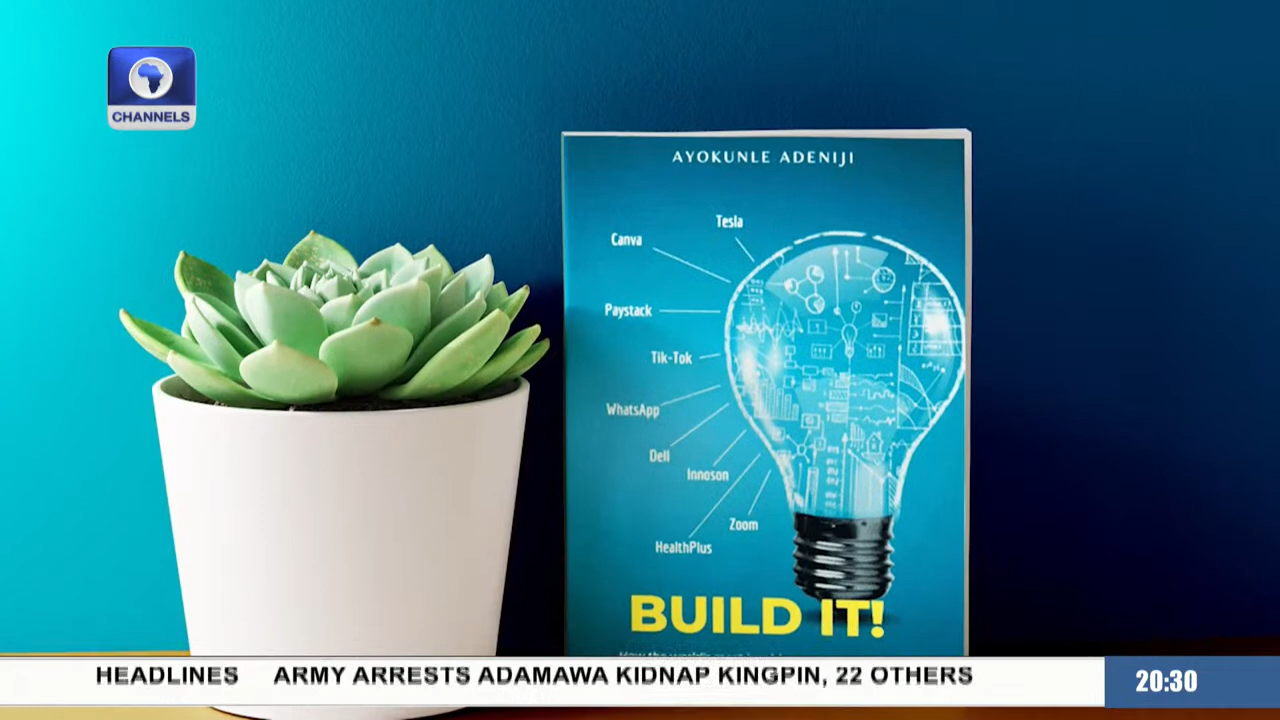 CHANNELS
AYOKUNLE ADENIJI
Tesla
Canva
Paystack
Tik-Tok
WhatsApp
Dell
Innoson
Zoom
HealthPlus
BUILD IT!
HEADLINES ARMY ARRESTS ADAMAWA KIDNAP KINGPIN, 22 OTHERS
20:30